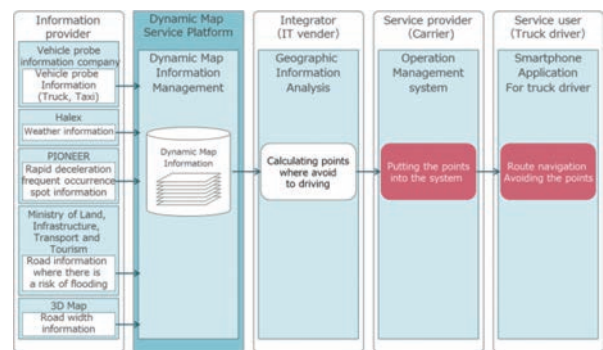 Information
provider
Vehicle probe
information company
Vehicle probe
Information
(Truck, Taxi)
Halex
Weather information
PIONEER
Rapid deceleration
frequent occurrence
spot information
Ministry of Land,
Infrastructure,
Transport and
Tourism
Road information
where there is
a risk of flooding
3D Map
Road width
information
Dynamic Map
Service Platform
Dynamic Map
Information
Management
Dynamic Map
Information
Integrator
(IT vender)
Geographic
Information
Analysis
Calculating points
where avoid
to driving
Service provider
(Carrier)
Operation
Management
system
Putting the points
into the system
Service user
(Truck driver)
Smartphone
Application
For truck driver
Route navigation
Avoiding the points